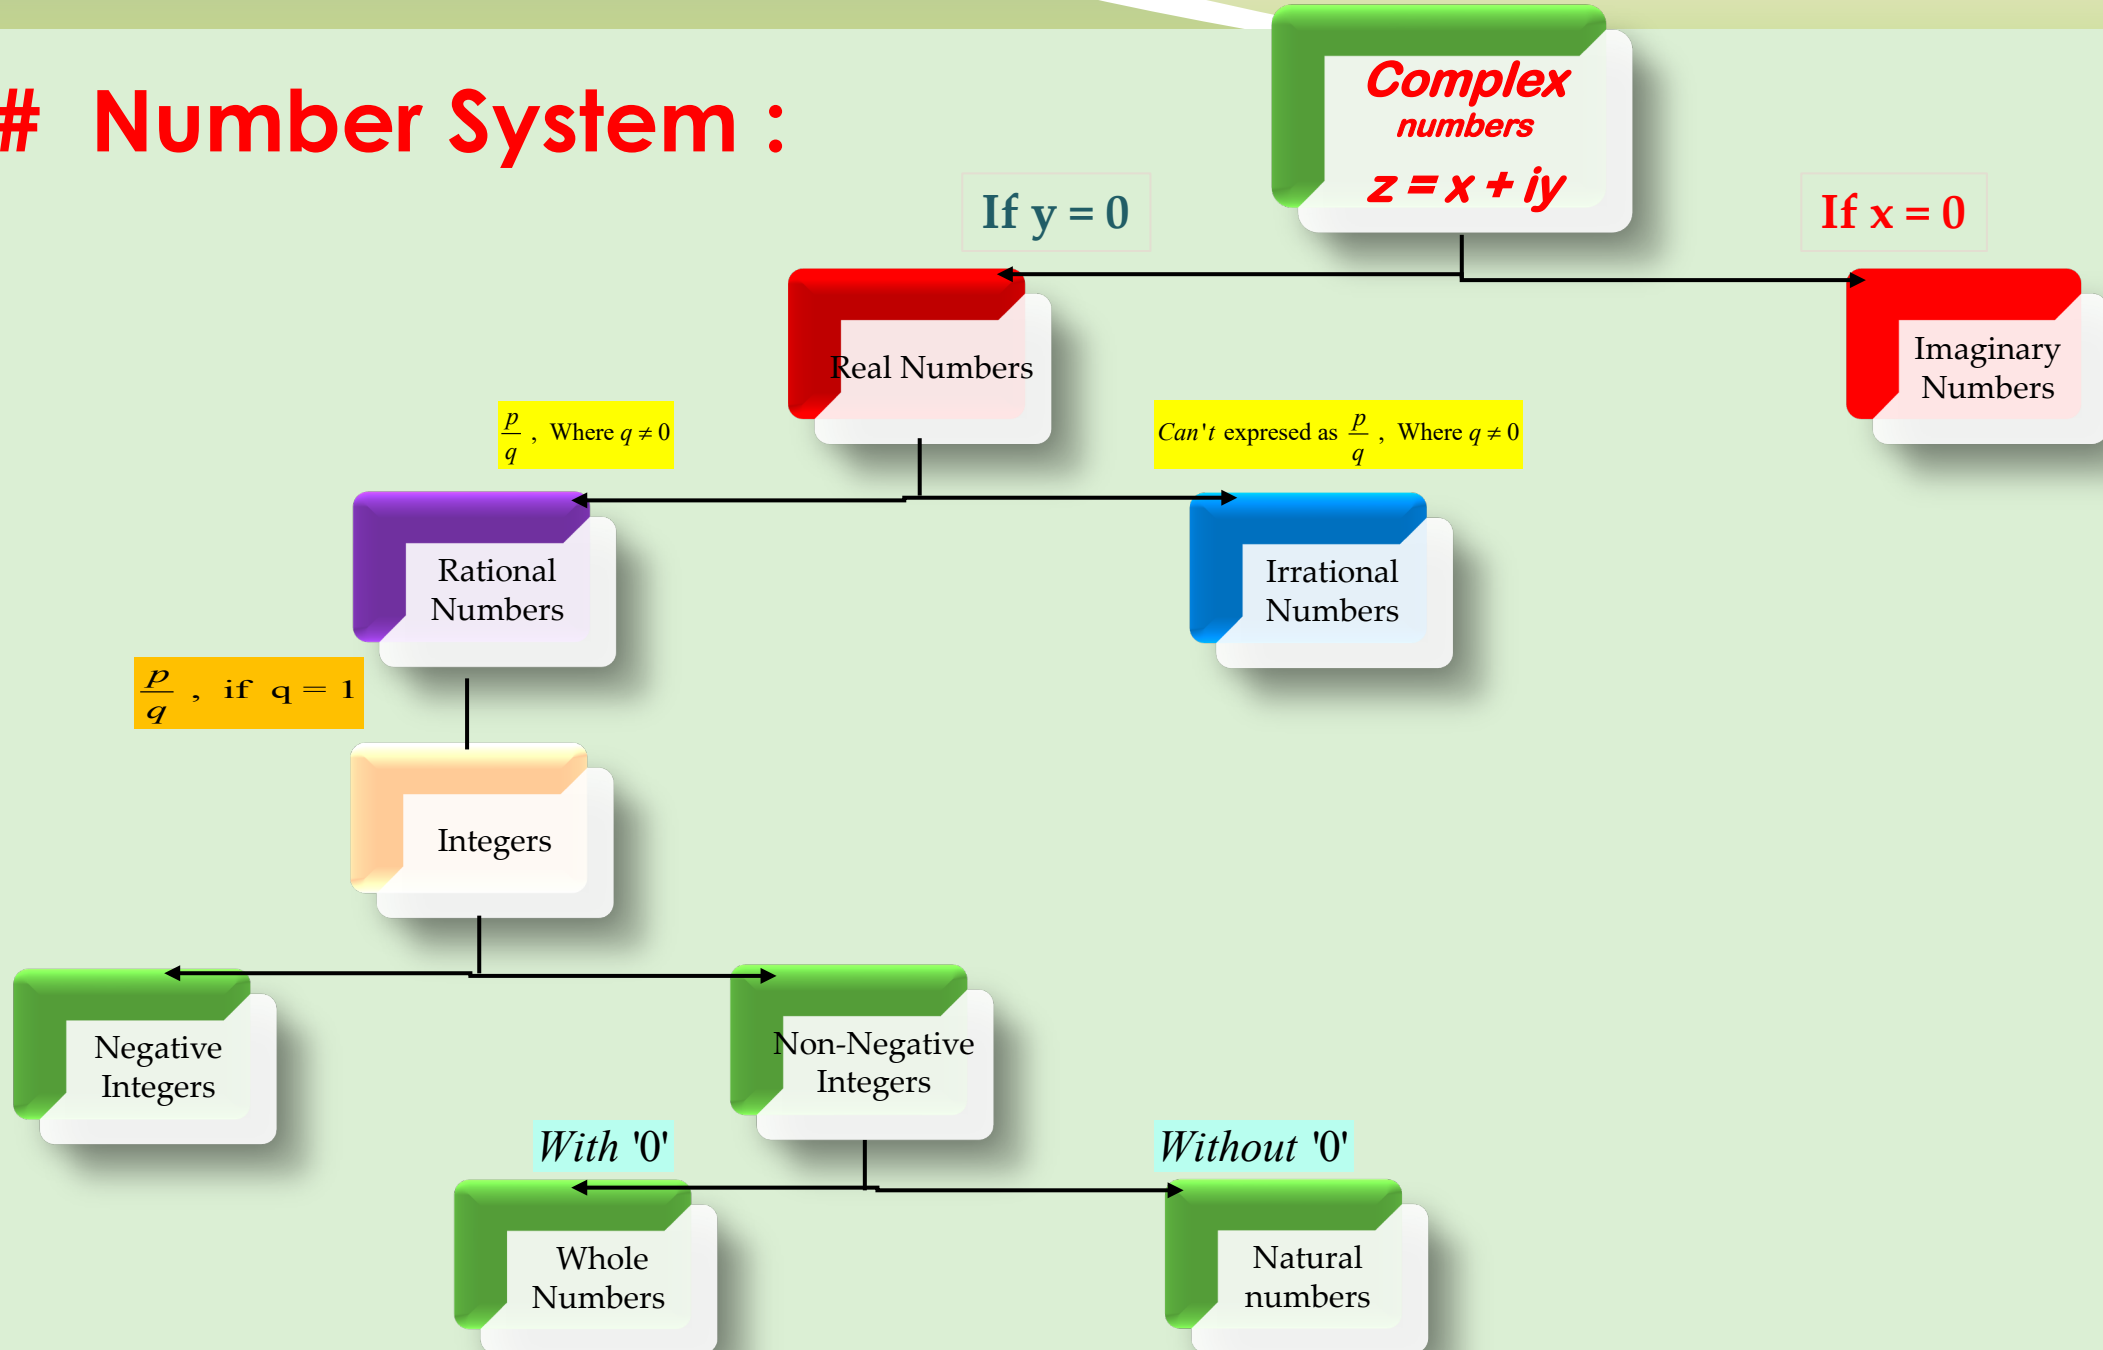 # Number System :
Complex
numbers
z = x + iy
If y = 0
If x = 0
Real Numbers
Imaginary
Numbers
p/q , Where q ≠ 0
Can't expresed as p/q , Where q ≠ 0
Rational
Numbers
Irrational
Numbers
p/q , if q = 1
Integers
Negative
Integers
Non-Negative
Integers
With '0'
Without '0'
Whole
Numbers
Natural
numbers